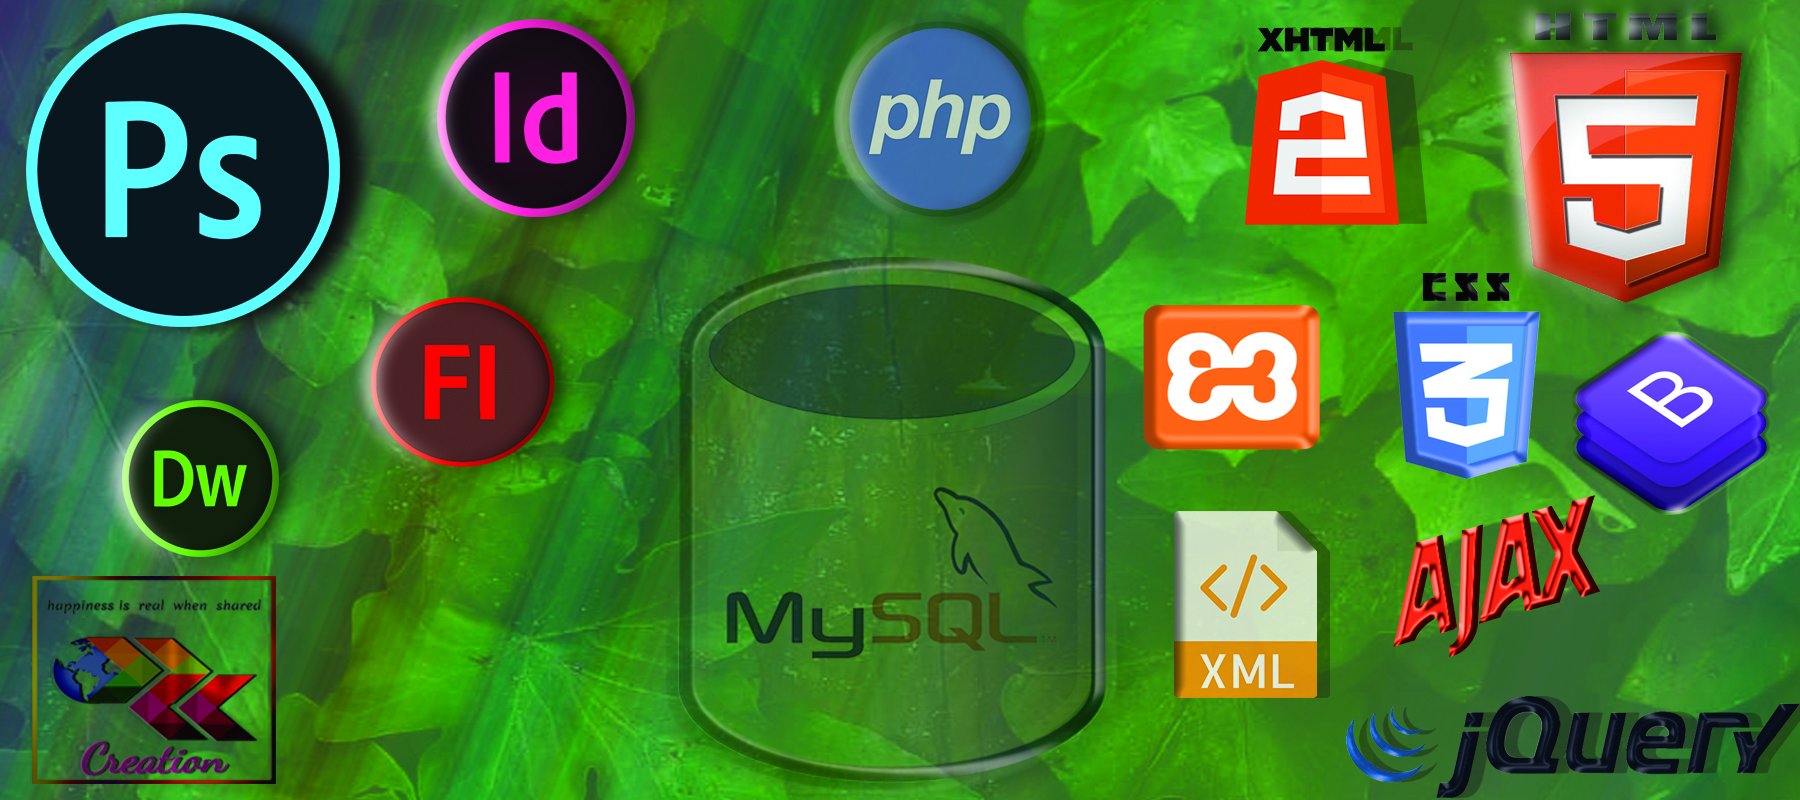 Ps
Id
php
XHTML
2
HTML
5
Fl
CSS
3
B
Dw
MySQL™
</>
XML
AJAX
jQuery
happiness is real when shared
Creation